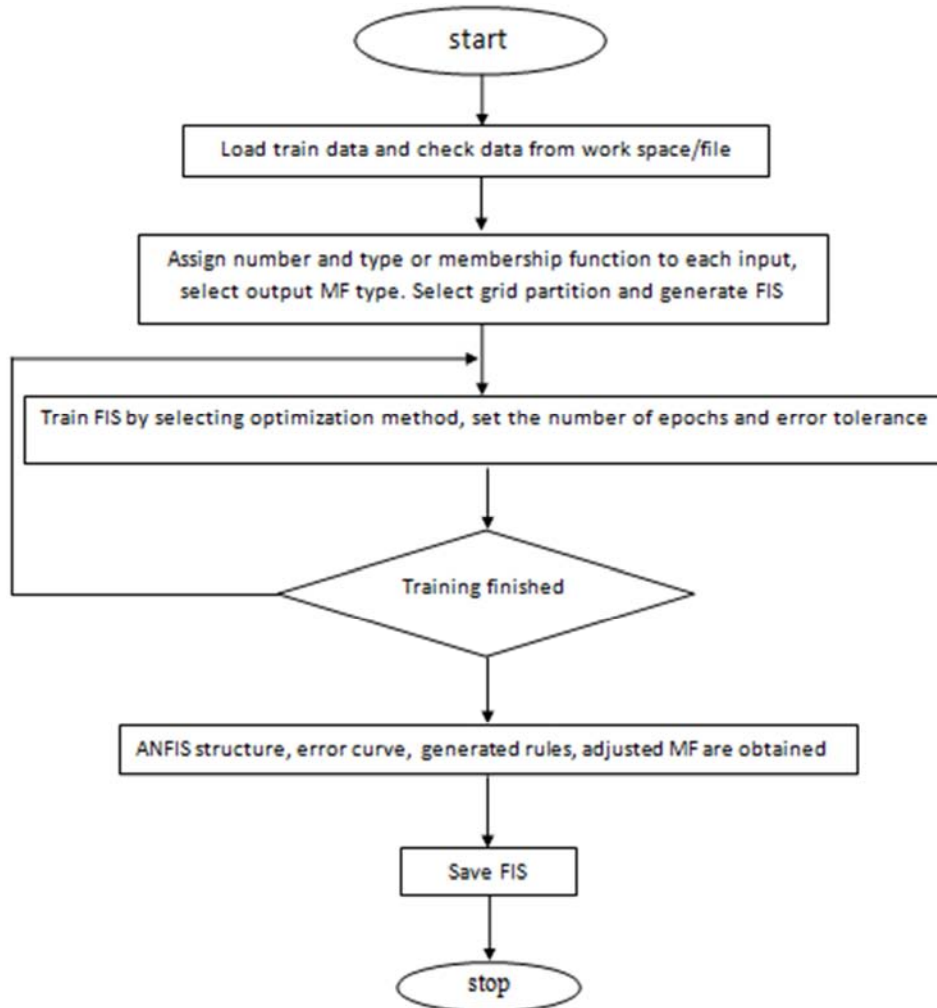 start
Load train data and check data from work space/file
Assign number and type or membership function to each input,
select output MF type. Select grid partition and generate FIS
Train FIS by selecting optimization method, set the number of epochs and error tolerance
Training finished
ANFIS structure, error curve, generated rules, adjusted MF are obtained
Save FIS
stop